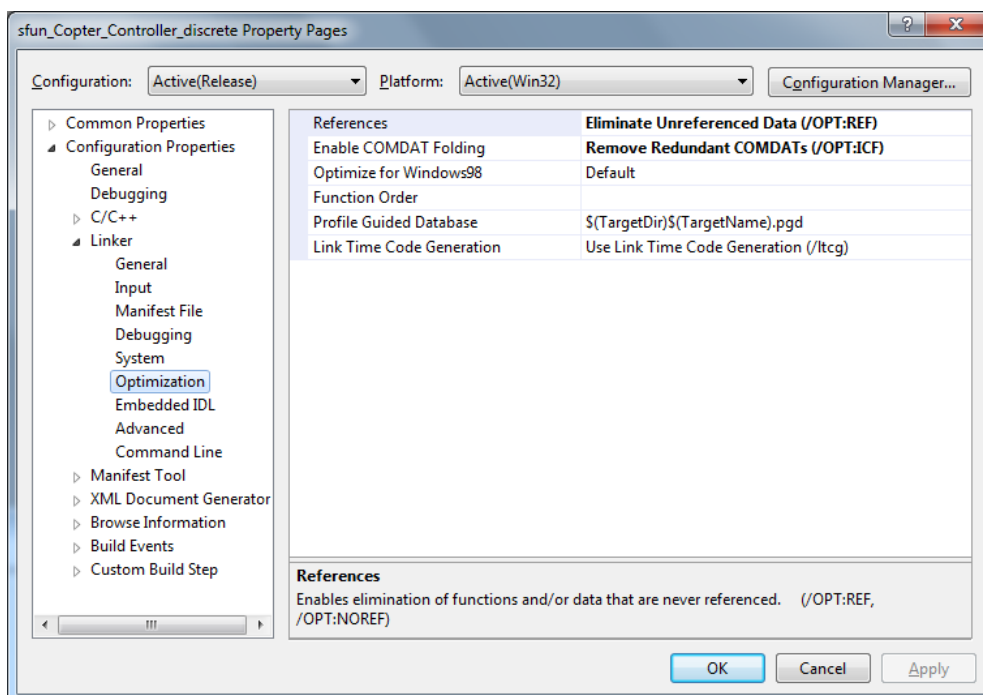 sfun_Copter_Controller_discrete Property Pages
Configuration: Active(Release) Platform: Active(Win32) Configuration Manager...
Common Properties
Configuration Properties
General
Debugging
C/C++
Linker
General
Input
Manifest File
Debugging
System
Optimization
Embedded IDL
Advanced
Command Line
Manifest Tool
XML Document Generator
Browse Information
Build Events
Custom Build Step
References Eliminate Unreferenced Data (/OPT:REF)
Enable COMDAT Folding Remove Redundant COMDATs (/OPT:ICF)
Optimize for Windows98 Default
Function Order
Profile Guided Database $(TargetDir)$(TargetName).pgd
Link Time Code Generation Use Link Time Code Generation (/ltcg)
References
Enables elimination of functions and/or data that are never referenced. (/OPT:REF,
/OPT:NOREF)
OK Cancel Apply